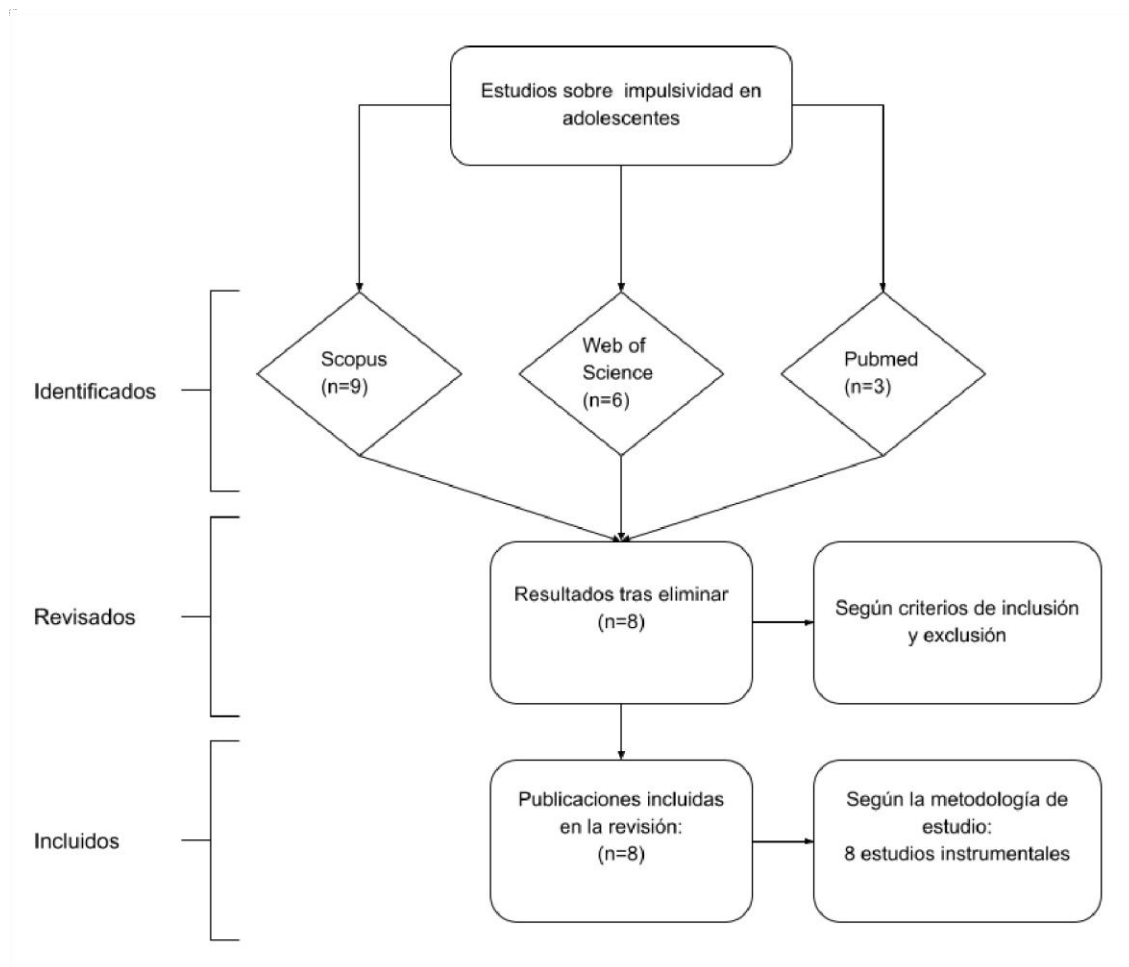 Estudios sobre impulsividad en
adolescentes
Identificados
Scopus
(n=9)
Web of
Science
(n=6)
Pubmed
(n=3)
Revisados
Resultados tras eliminar
(n=8)
Según criterios de inclusión
y exclusión
Incluidos
Publicaciones incluidas
en la revisión:
(n=8)
Según la metodología de
estudio:
8 estudios instrumentales